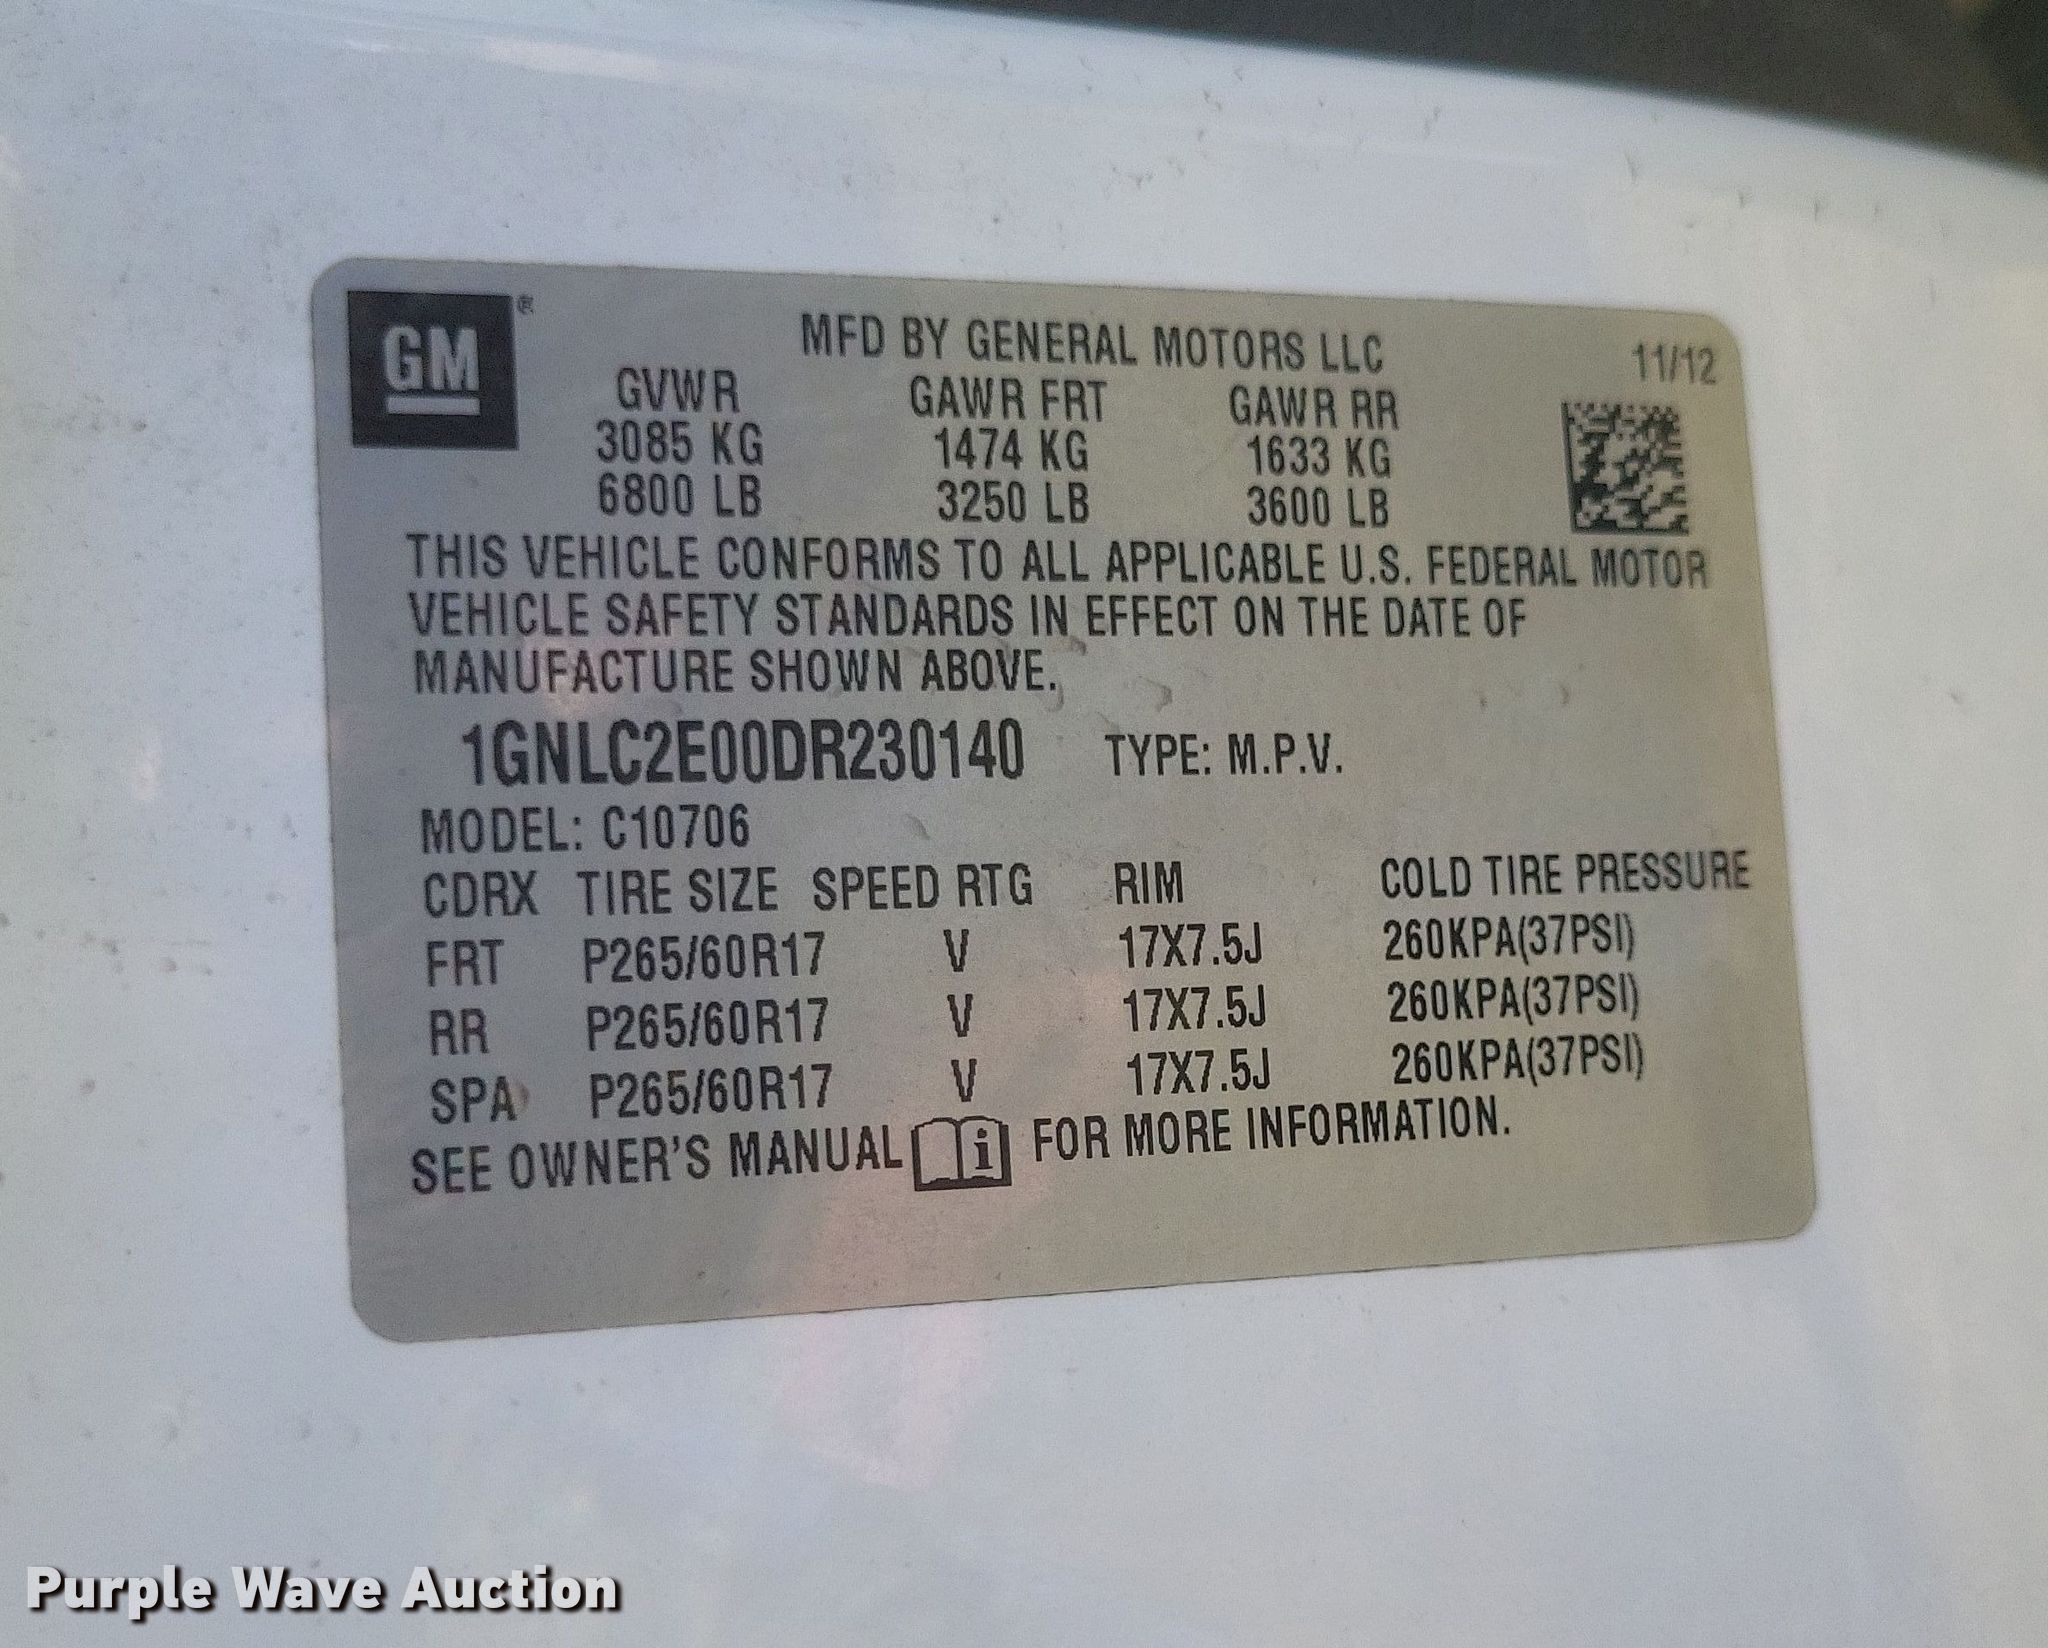 GM®
MFD BY GENERAL MOTORS LLC 11/12
GVWR GAWR FRT GAWR RR
3085 KG 1474 KG 1633 KG
6800 LB 3250 LB 3600 LB
THIS VEHICLE CONFORMS TO ALL APPLICABLE U.S. FEDERAL MOTOR
VEHICLE SAFETY STANDARDS IN EFFECT ON THE DATE OF
MANUFACTURE SHOWN ABOVE.
1GNLC2E00DR230140 TYPE: M.P.V.
MODEL: C10706
CDRX TIRE SIZE SPEED RTG RIM COLD TIRE PRESSURE
FRT P265/60R17 V 17X7.5J 260KPA(37PSI)
RR P265/60R17 V 17X7.5J 260KPA(37PSI)
SPA P265/60R17 V 17X7.5J 260KPA(37PSI)
SEE OWNER'S MANUAL i FOR MORE INFORMATION.
Purple Wave Auction